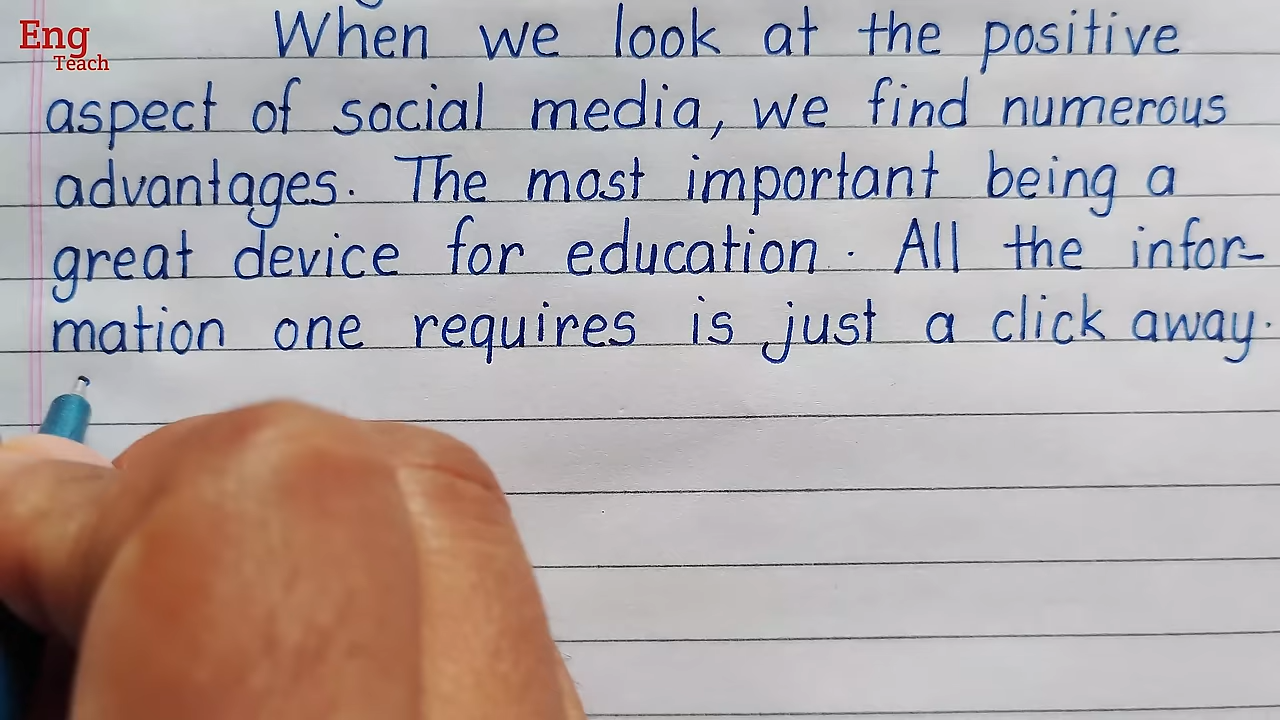 Eng
Teach
When we look at the positive
aspect of social media, we find numerous
advantages. The most important being a
great device for education. All the infor-
mation one requires is just a click away.